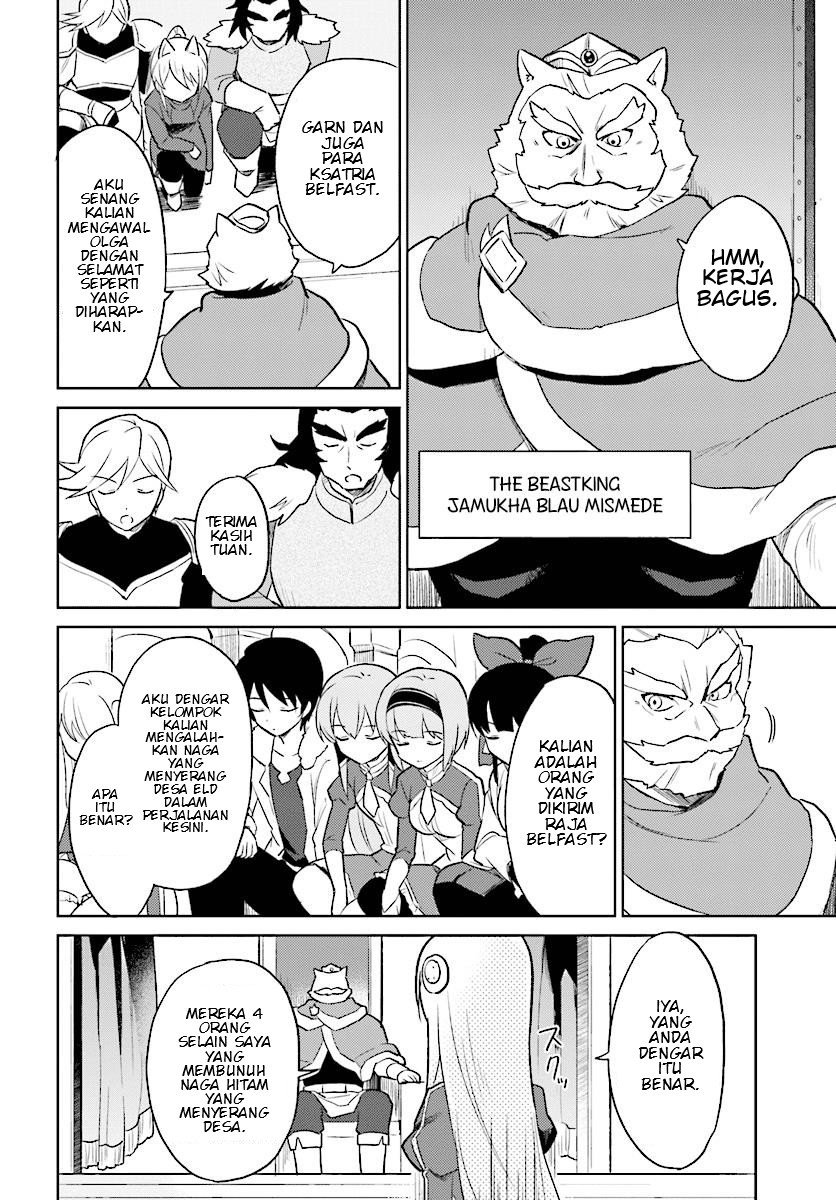 HMM,
KERJA
BAGUS.
THE BEASTKING
JAMUKHA BLAU MISMEDE
GARN DAN
JUGA
PARA
KSATRIA
BELFAST.
AKU
SENANG
KALIAN
MENGAWAL
OLGA
DENGAN
SELAMAT
SEPERTI
YANG
DIHARAP-
KAN.
TERIMA
KASIH
TUAN.
KALIAN
ADALAH
ORANG
YANG
DIKIRIM
RAJA
BELFAST?
AKU DENGAR
KELOMPOK
KALIAN
MENGALAH-
KAN NAGA
YANG
MENYERANG
DESA ELD
DALAM
PERJALANAN
KESINI.
APA
ITU
BENAR?
IYA,
YANG
ANDA
DENGAR
ITU
BENAR.
スクッ
MEREKA 4
ORANG
SELAIN SAYA
YANG
MEMBUNUH
NAGA HITAM
YANG
MENYERANG
DESA.